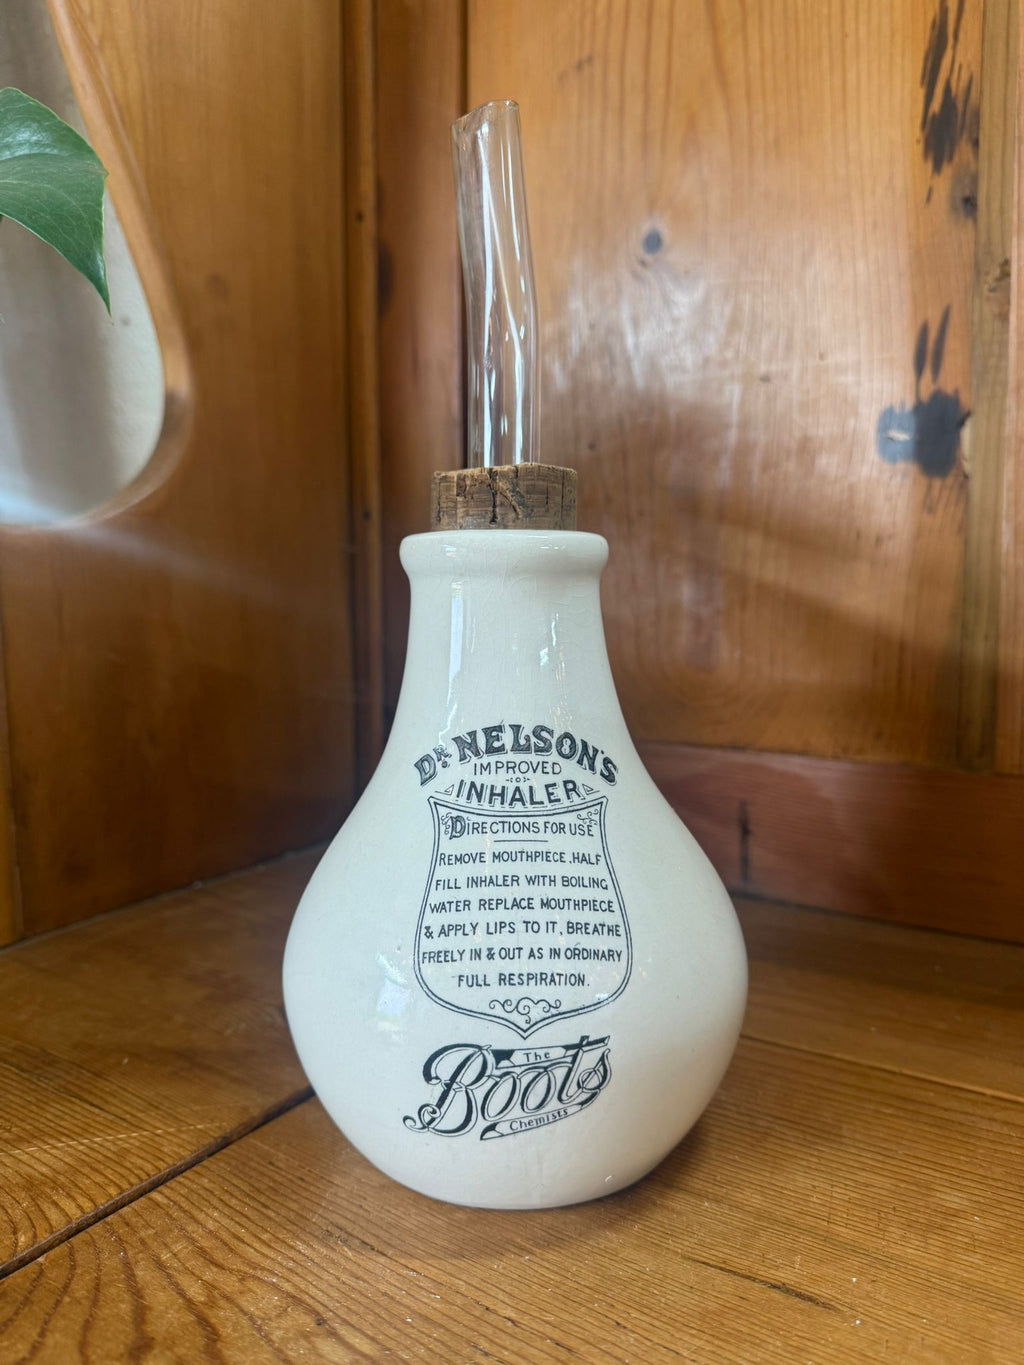 DR NELSON'S
IMPROVED
INHALER
DIRECTIONS FOR USE
REMOVE MOUTHPIECE, HALF
FILL INHALER WITH BOILING
WATER REPLACE MOUTHPIECE
& APPLY LIPS TO IT, BREATHE
FREELY IN & OUT AS IN ORDINARY
FULL RESPIRATION.
The
Boots
Chemists